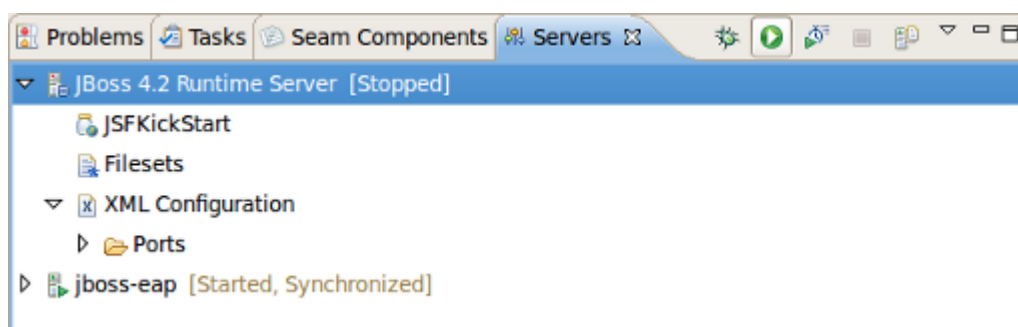 Problems Tasks Seam Components Servers
JBoss 4.2 Runtime Server [Stopped]
JSFKickStart
Filesets
XML Configuration
Ports
jboss-eap [Started, Synchronized]